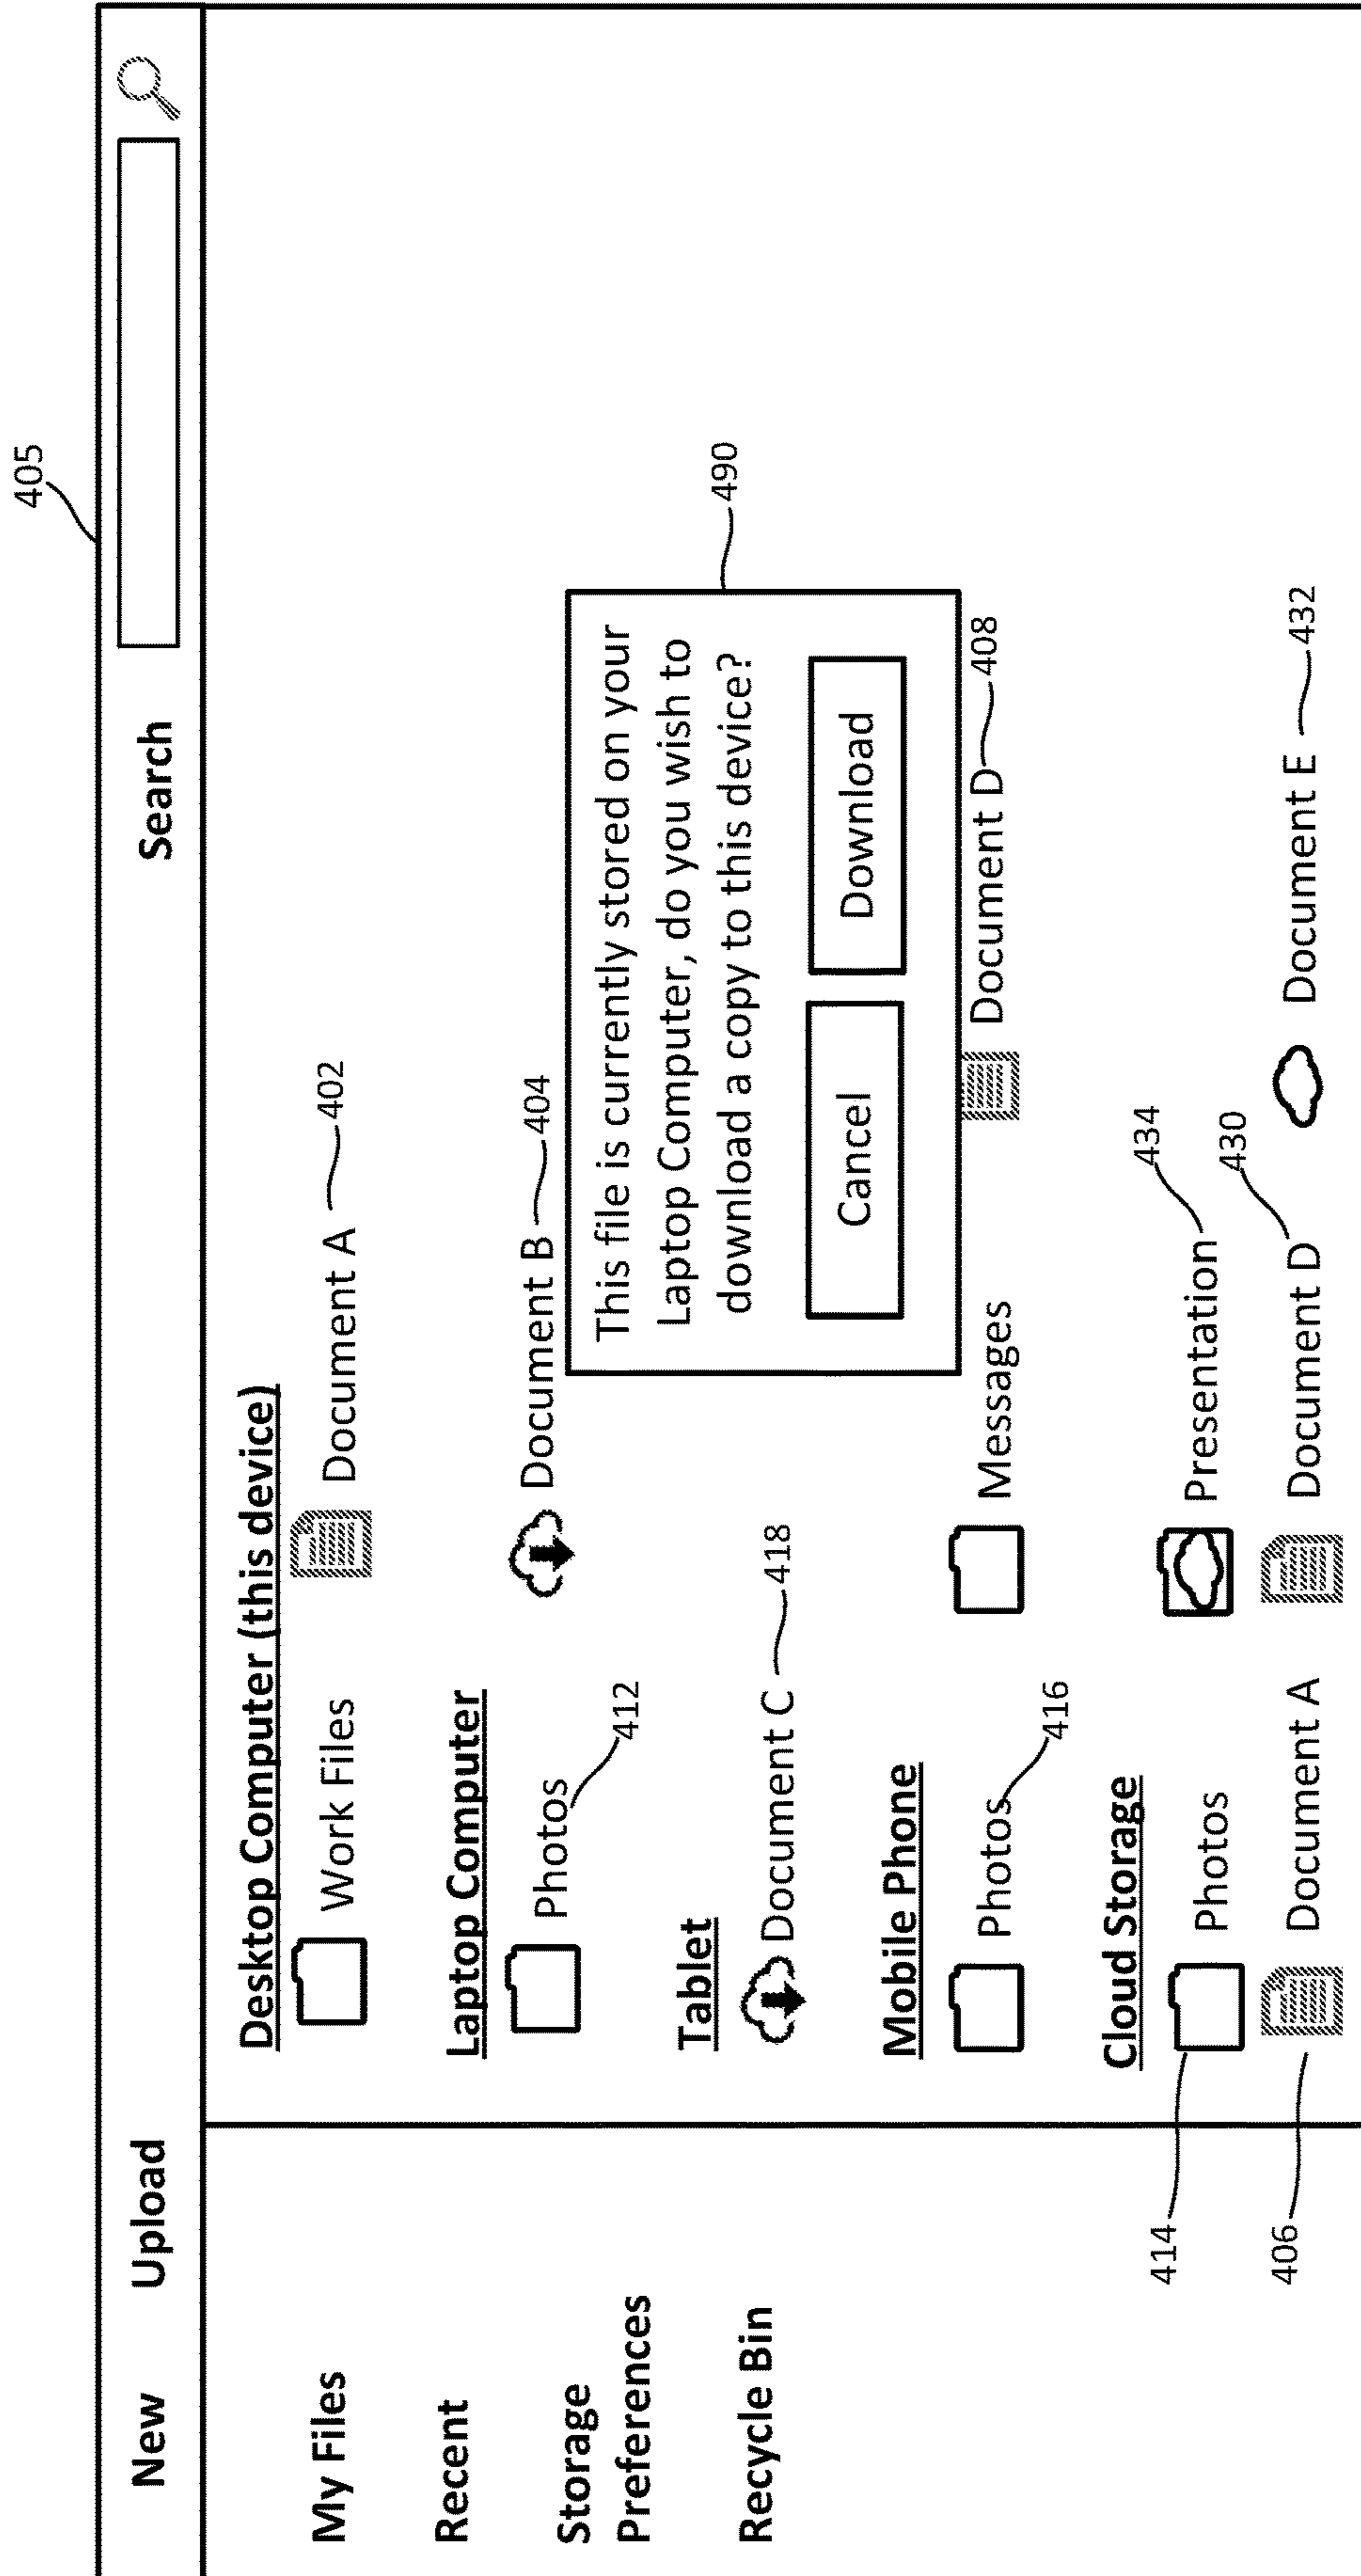 405
New Upload Search
My Files
Recent
Storage
Preferences
Recycle Bin
Desktop Computer (this device)
Work Files
Document A 402
Laptop Computer
Photos
412
Document B 404
This file is currently stored on your
Laptop Computer, do you wish to
download a copy to this device?
Cancel
Download
490
Tablet
Document C 418
Mobile Phone
Photos
416
Messages
Document D 408
Cloud Storage
414
Photos
Presentation
434
406
Document A
Document D
430
Document E 432